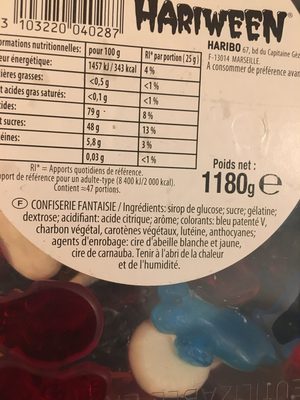 HARIWEEN
3 103220 040287
HARIBO 67, bd du Capitaine
F-13014 MARSEILLE.
A consommer de préférence
ormations nutritionnelles: pour 100 g RI* par portion (25 g)
eur énergétique: 1457 kJ/343 kcal 4 %
ières grasses: <0,5 g <1%
t acides gras saturés: <0,1 g <1%
ides: 79 g 8%
t sucres: 48 g 13 %
éines: 5,8 g 3%
0,03 g <1%
RI* = Apports quotidiens de référence.
port de référence pour un adulte-type (8 400 kJ/2 000 kcal).
Contient ≈47 portions.
Poids net :
1180g e
F CONFISERIE FANTAISIE / Ingrédients: sirop de glucose; sucre; gélatine;
dextrose; acidifiant: acide citrique; arôme; colorants: bleu patenté V,
charbon végétal, carotènes végétaux, lutéine, anthocyanes;
agents d'enrobage: cire d'abeille blanche et jaune,
cire de carnauba. Tenir à l'abri de la chaleur
et de l'humidité.